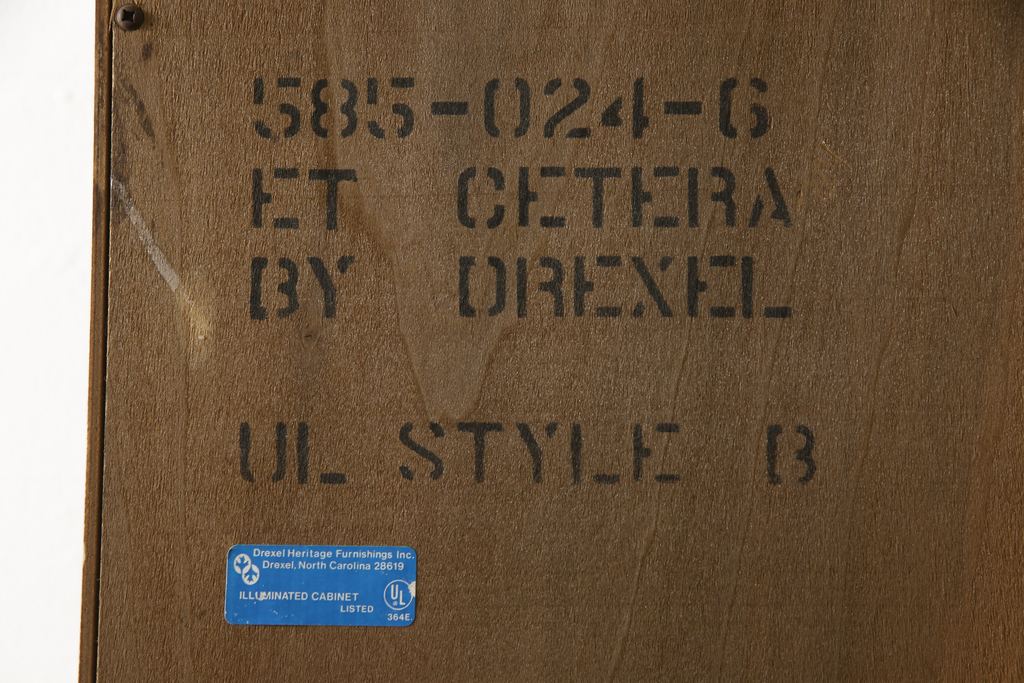 585-024-6
ET CETERA
BY DREXEL
UL STYLE B
Drexel Heritage Furnishings Inc.
Drexel, North Carolina 28619
ILLUMINATED CABINET
LISTED
UL
364E